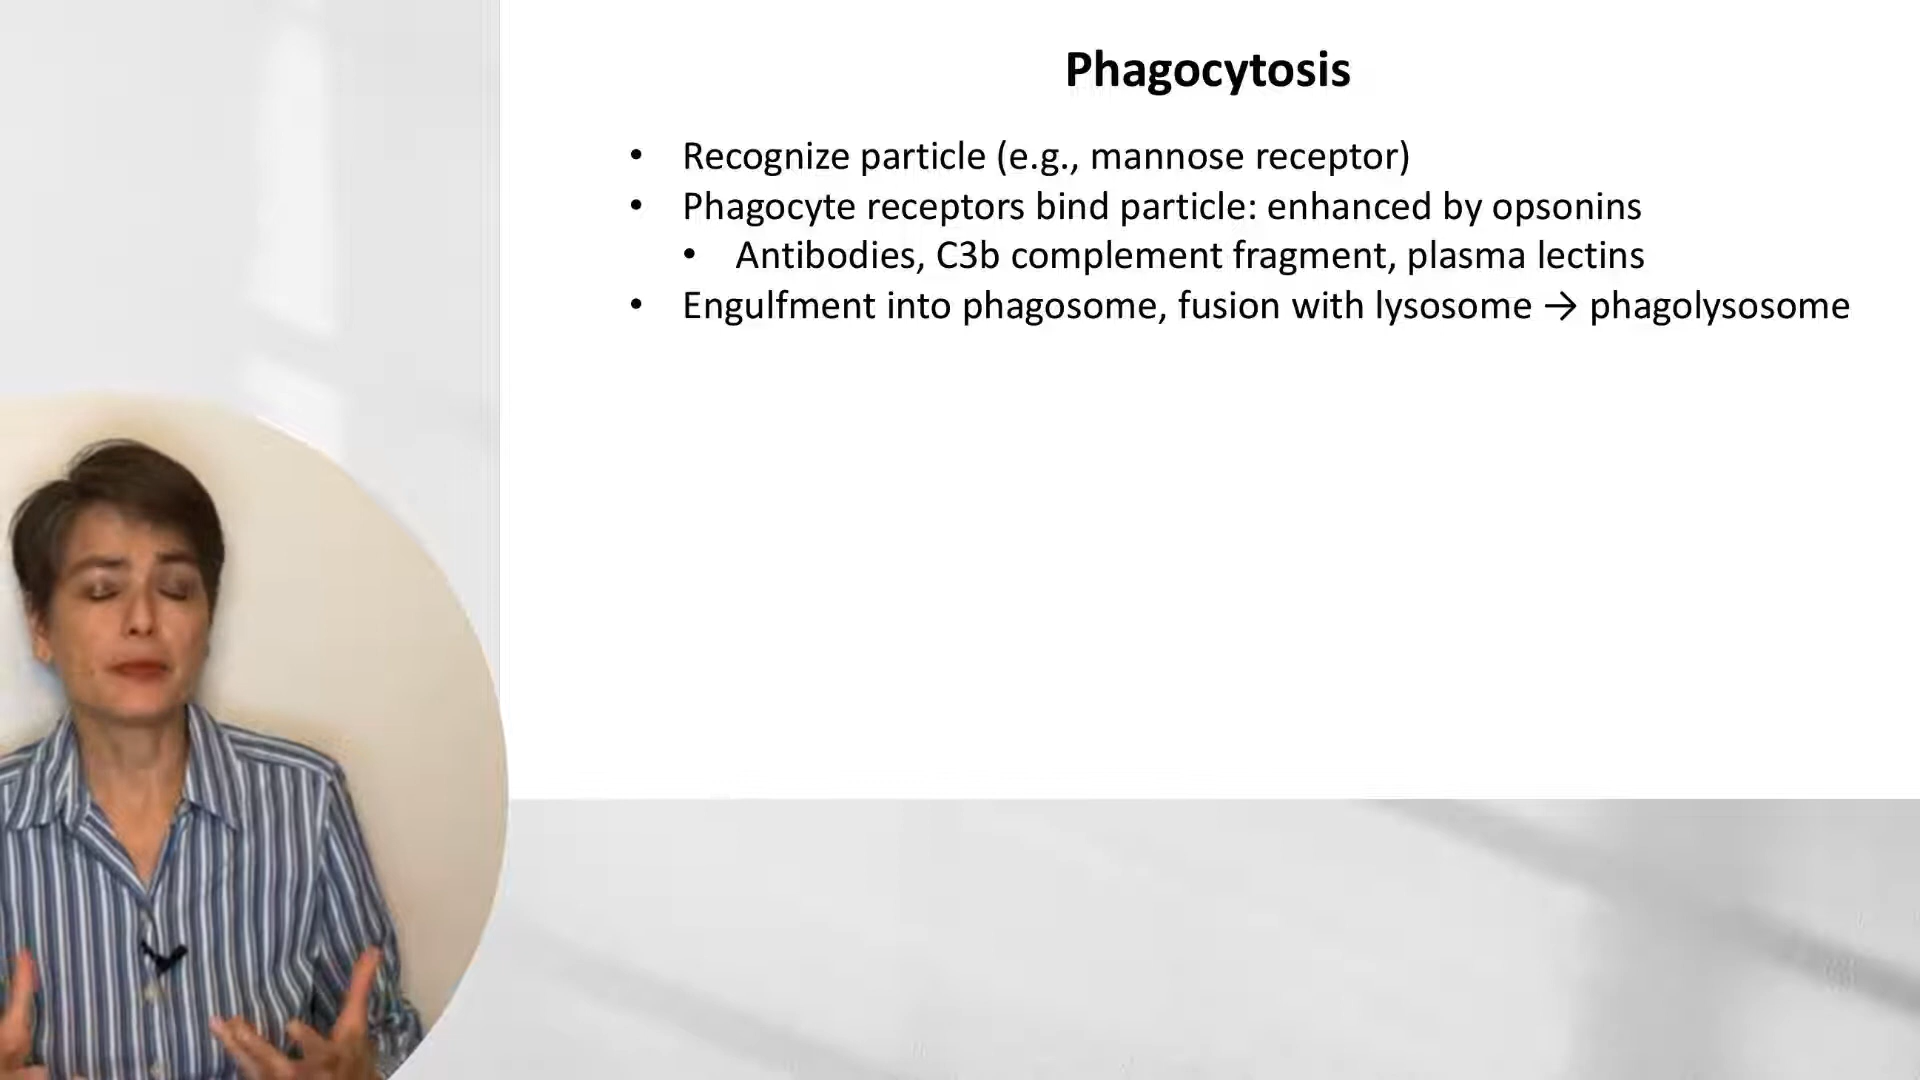 Phagocytosis
• Recognize particle (e.g., mannose receptor)
• Phagocyte receptors bind particle: enhanced by opsonins
• Antibodies, C3b complement fragment, plasma lectins
• Engulfment into phagosome, fusion with lysosome → phagolysosome